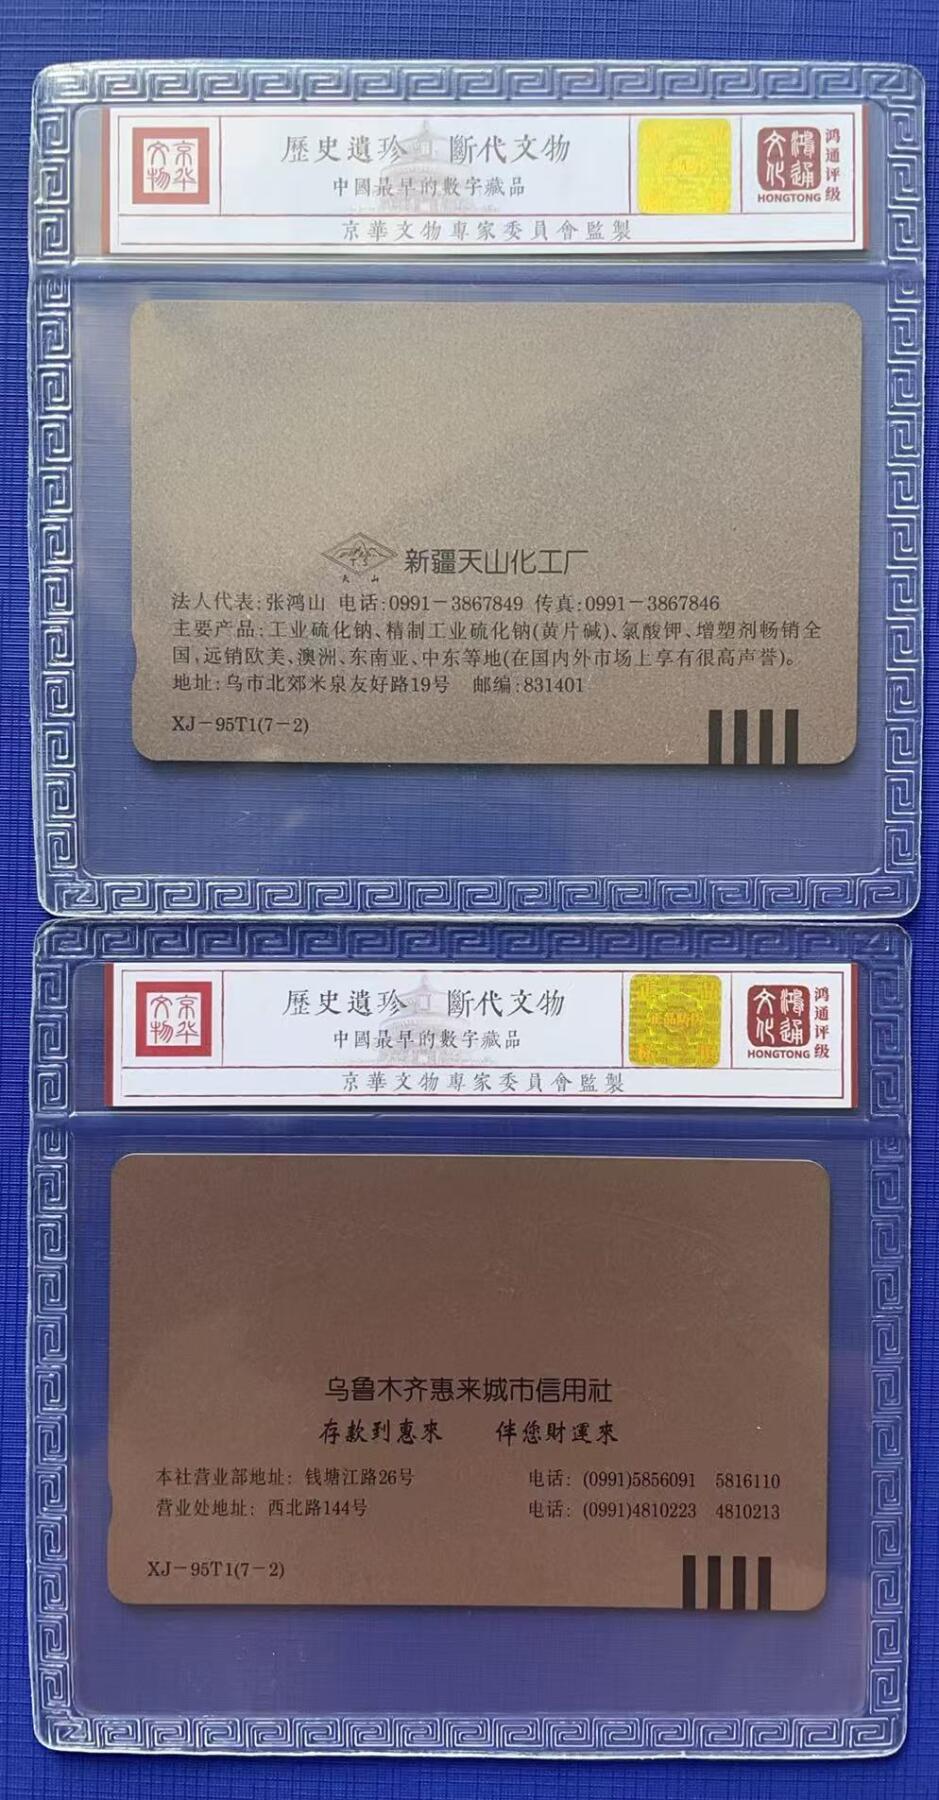 京华文物
歷史遺珍 斷代文物
中國最早的數字藏品
京華文物專家委員會監製
鸿通文化
HONGTONG
鸿通评级
天山
新疆天山化工厂
法人代表:张鸿山 电话:0991-3867849 传真:0991-3867846
主要产品:工业硫化钠、精制工业硫化钠(黄片碱)、氯酸钾、增塑剂畅销全
国,远销欧美、澳洲、东南亚、中东等地(在国内外市场上享有很高声誉)。
地址:乌市北郊米泉友好路19号 邮编:831401
XJ-95T1(7-2)
京华文物
歷史遺珍 斷代文物
中國最早的數字藏品
京華文物專家委員會監製
鸿通文化
HONGTONG
鸿通评级
乌鲁木齐惠来城市信用社
存款到惠來 伴您財運來
本社营业部地址: 钱塘江路26号 电话: (0991)5856091 5816110
营业处地址: 西北路144号 电话: (0991)4810223 4810213
XJ-95T1(7-2)